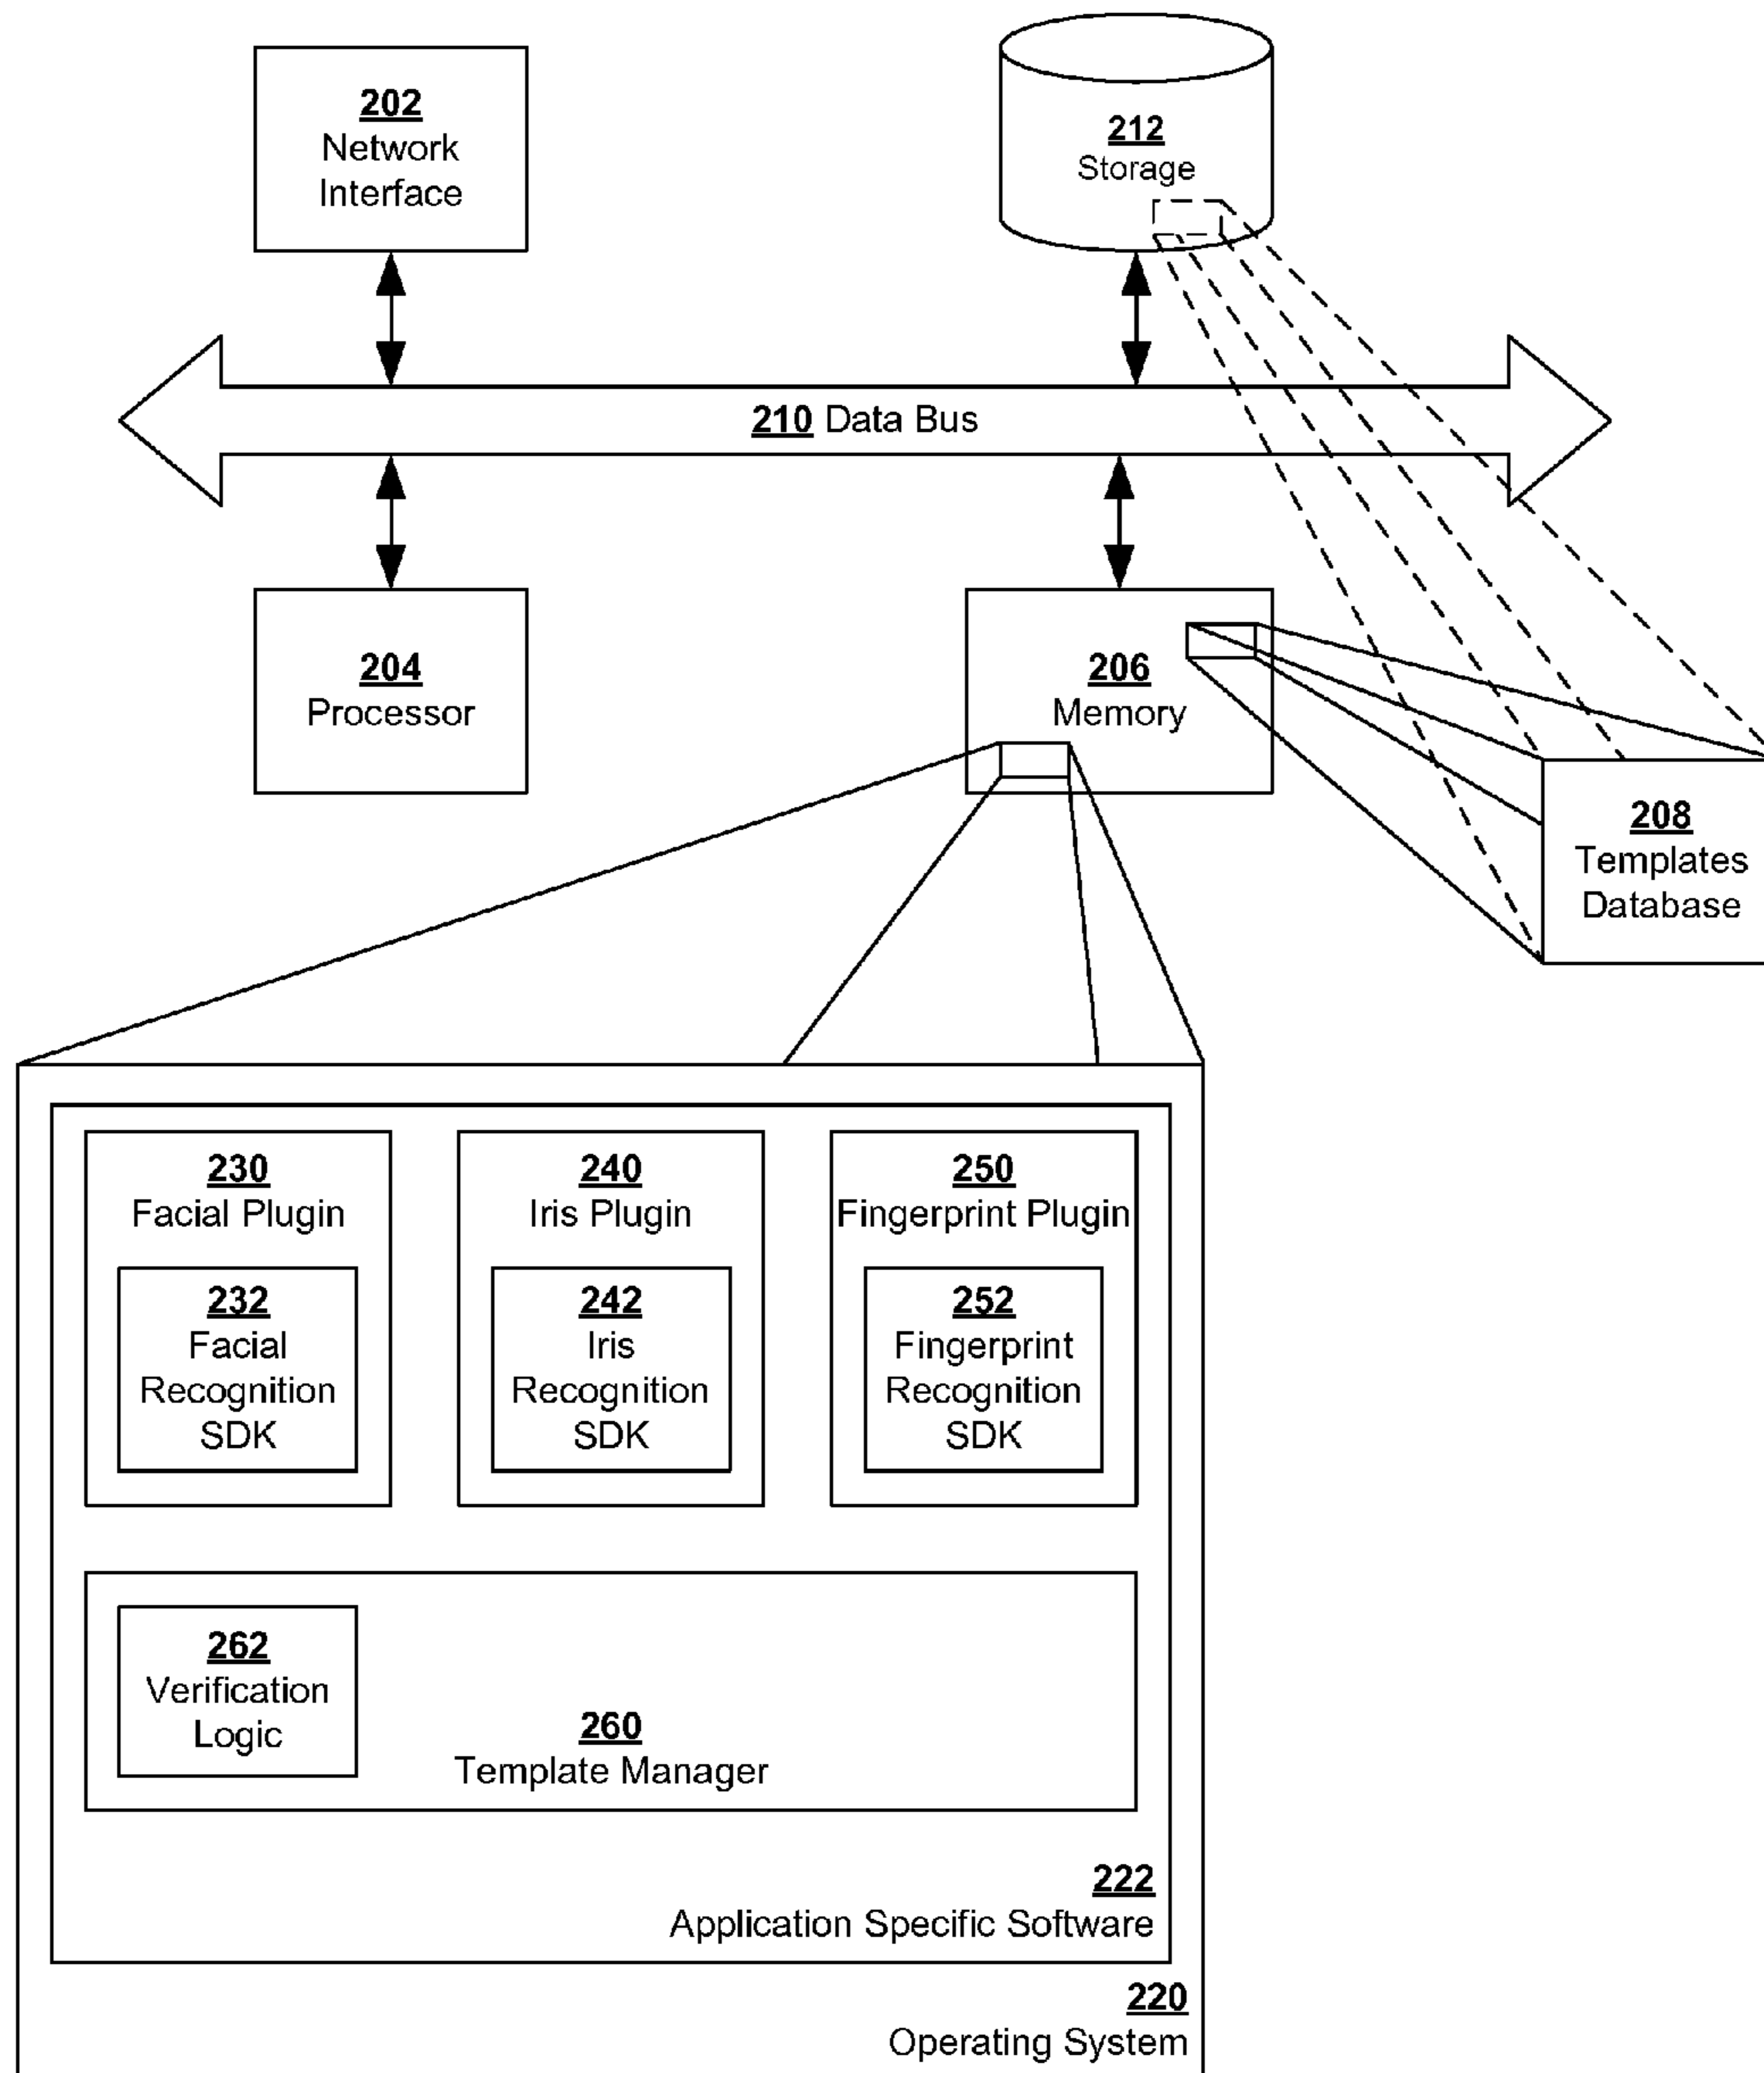 202
Network
Interface
212
Storage
210 Data Bus
204
Processor
206
Memory
208
Templates
Database
230
Facial Plugin
240
Iris Plugin
250
Fingerprint Plugin
232
Facial
Recognition
SDK
242
Iris
Recognition
SDK
252
Fingerprint
Recognition
SDK
262
Verification
Logic
260
Template Manager
222
Application Specific Software
220
Operating System